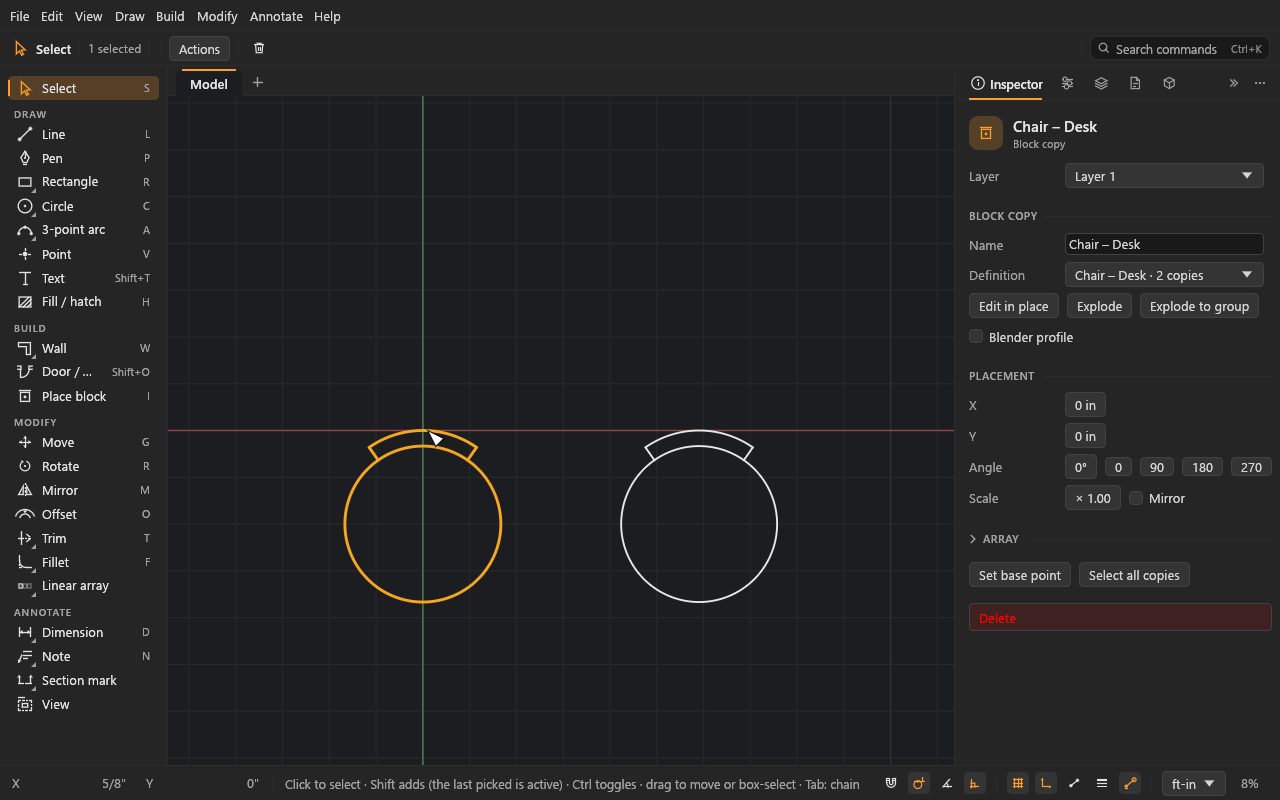 File Edit View Draw Build Modify Annotate Help
Select 1 selected Actions Search commands Ctrl+K
Select S
DRAW
Line L
Pen P
Rectangle R
Circle C
3-point arc A
Point V
Text Shift+T
Fill / hatch H
BUILD
Wall W
Door / ... Shift+O
Place block I
MODIFY
Move G
Rotate R
Mirror M
Offset O
Trim T
Fillet F
Linear array
ANNOTATE
Dimension D
Note N
Section mark
View
Model
Inspector
Chair – Desk
Block copy
Layer Layer 1
BLOCK COPY
Name Chair – Desk
Definition Chair – Desk · 2 copies
Edit in place Explode Explode to group
Blender profile
PLACEMENT
X 0 in
Y 0 in
Angle 0° 0 90 180 270
Scale × 1.00 Mirror
ARRAY
Set base point Select all copies
Delete
X 5/8" Y 0" Click to select · Shift adds (the last picked is active) · Ctrl toggles · drag to move or box-select · Tab: chain ft-in 8%